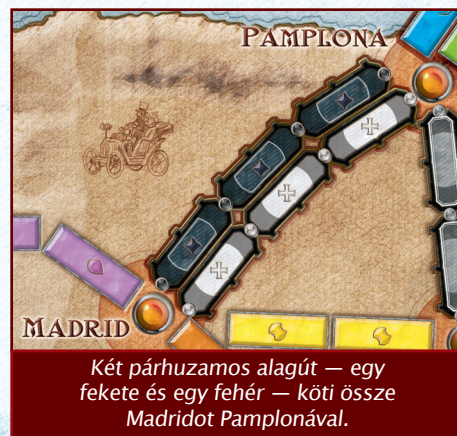 PAMPLONA
MADRID
Két párhuzamos alagút — egy
fekete és egy fehér — köti össze
Madridot Pamplonával.